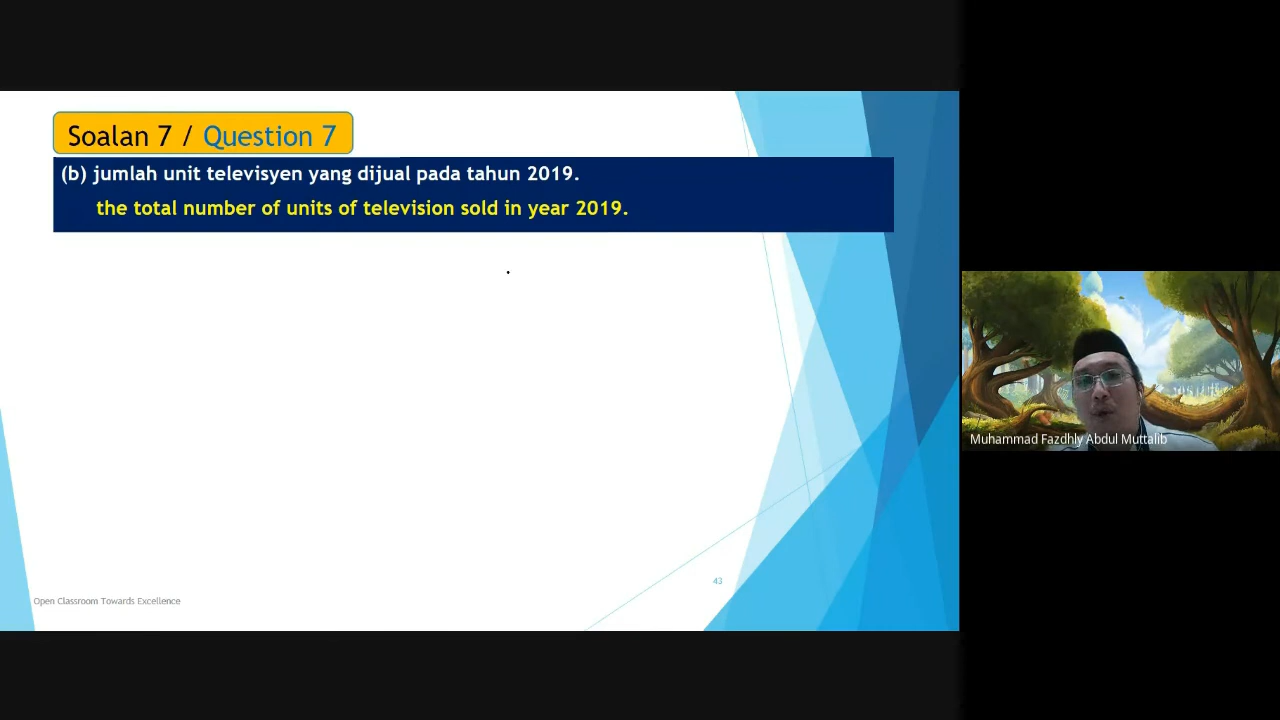 Soalan 7 / Question 7
(b) jumlah unit televisyen yang dijual pada tahun 2019.
the total number of units of television sold in year 2019.
Muhammad Fazdhly Abdul Muttalib
43
Open Classroom Towards Excellence